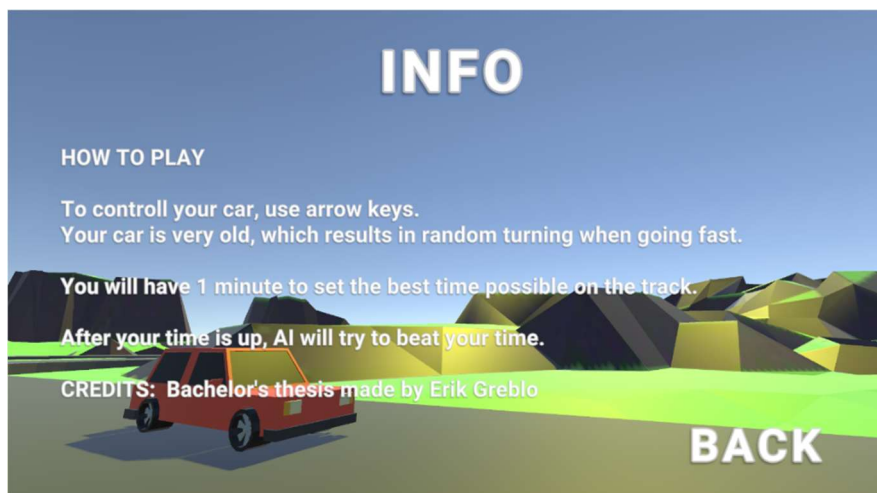 INFO
HOW TO PLAY
To controll your car, use arrow keys.
Your car is very old, which results in random turning when going fast.
You will have 1 minute to set the best time possible on the track.
After your time is up, AI will try to beat your time.
CREDITS: Bachelor's thesis made by Erik Greblo
BACK